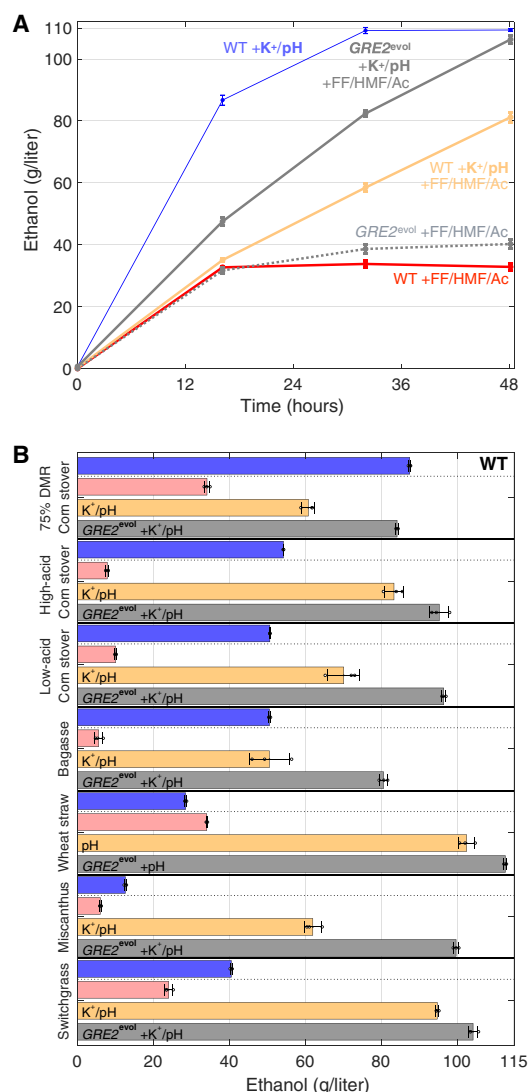 A
110
100
80
60
40
20
0
Ethanol (g/liter)
WT +K+/pH
GRE2evol
+K+/pH
+FF/HMF/Ac
WT +K+/pH
+FF/HMF/Ac
GRE2evol +FF/HMF/Ac
WT +FF/HMF/Ac
0 12 24 36 48
Time (hours)
B
WT
75% DMR
Corn stover
K+/pH
GRE2evol +K+/pH
High-acid
Corn stover
K+/pH
GRE2evol +K+/pH
Low-acid
Corn stover
K+/pH
GRE2evol +K+/pH
Bagasse
K+/pH
GRE2evol +K+/pH
Wheat straw
pH
GRE2evol +pH
Miscanthus
K+/pH
GRE2evol +K+/pH
Switchgrass
K+/pH
GRE2evol +K+/pH
0 20 40 60 80 100 115
Ethanol (g/liter)